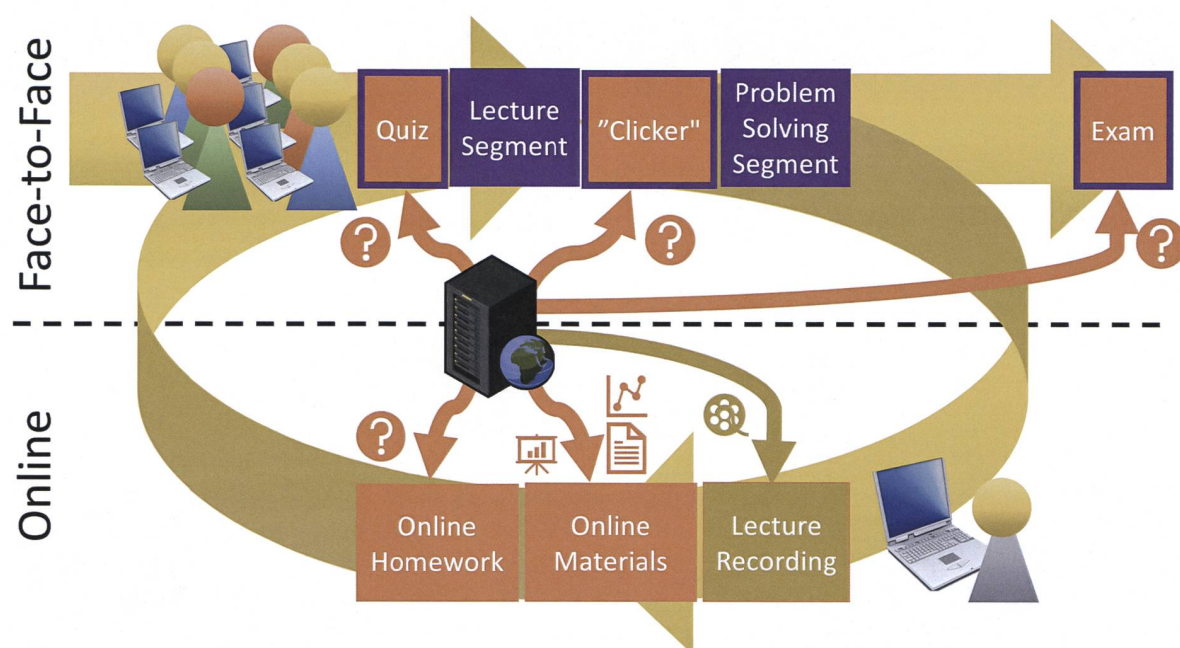 Face-to-Face
Quiz
Lecture
Segment
”Clicker"
Problem
Solving
Segment
Exam
?
?
?
Online
?
Online
Homework
Online
Materials
Lecture
Recording